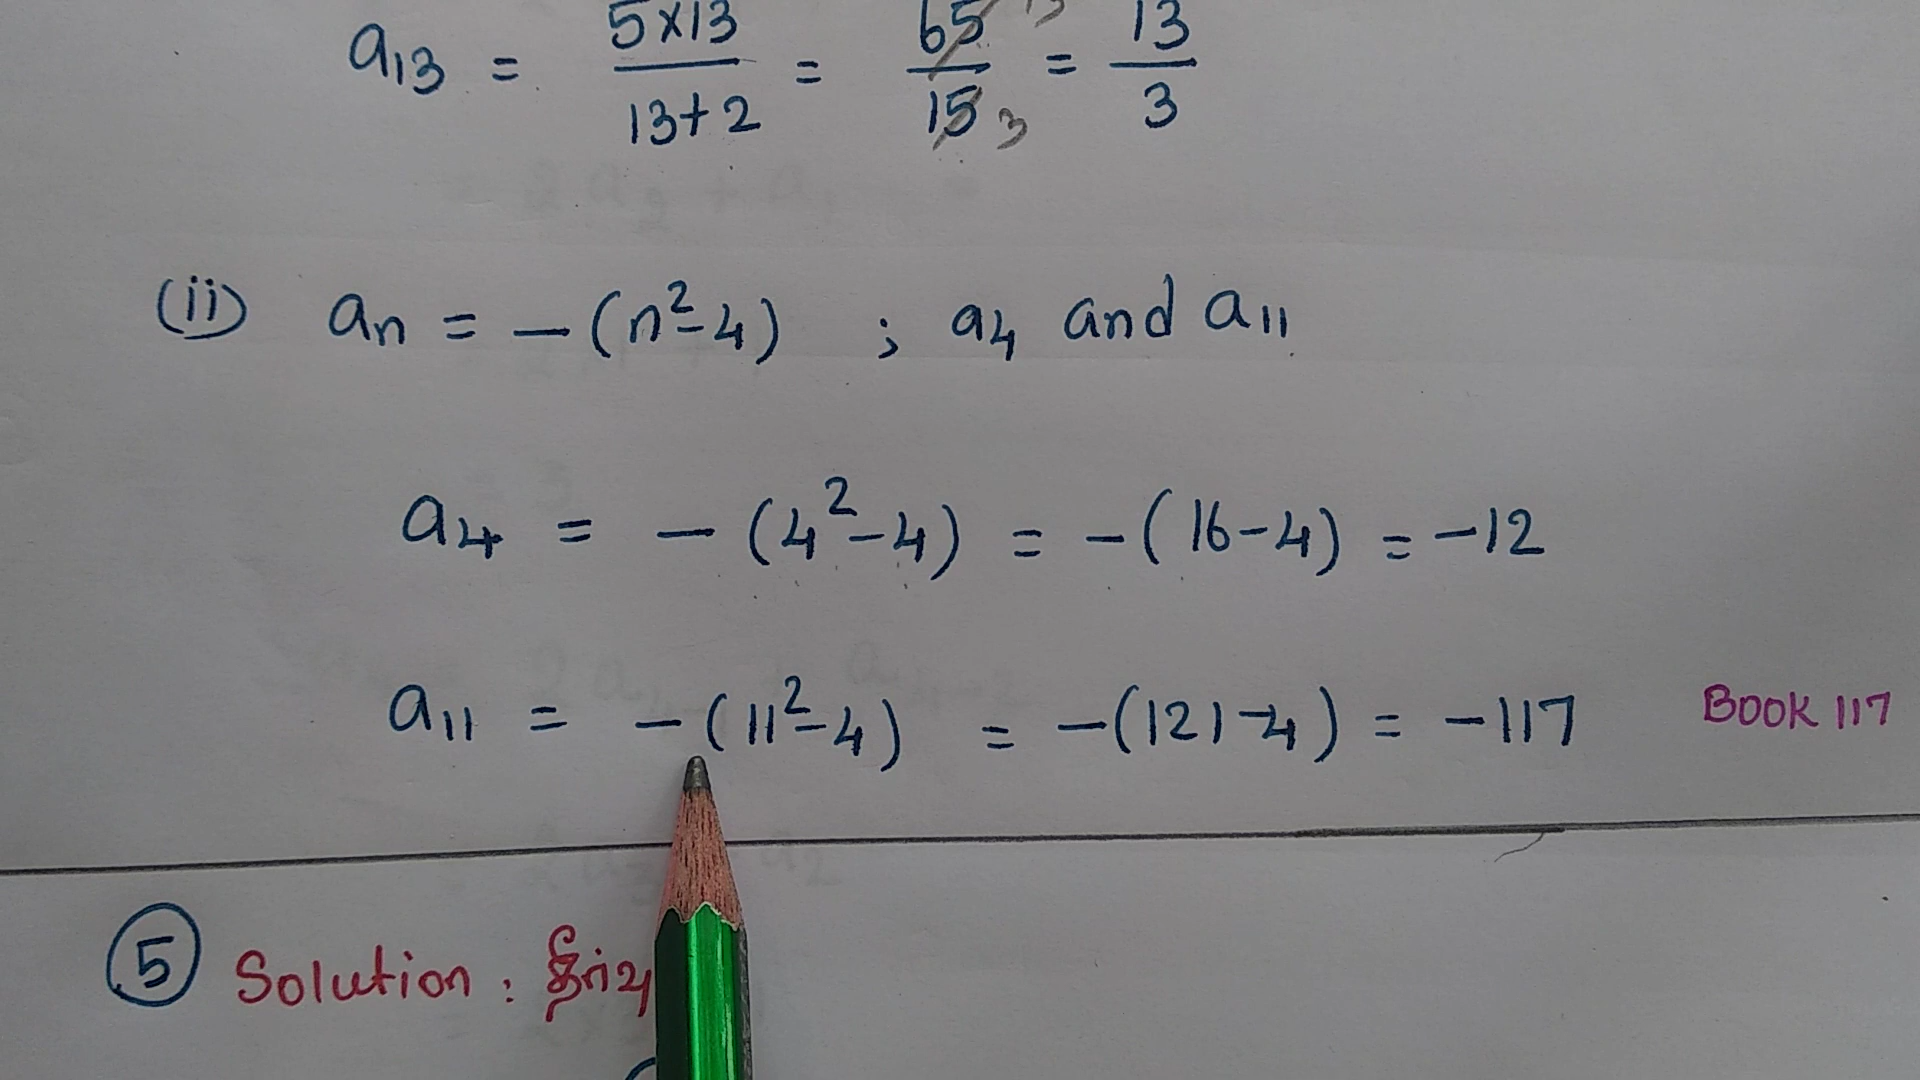 a₁₃ = 5×13/13+2 = 65/15 3 = 13/3
(ii) aₙ = −(n²−4) ; a₄ and a₁₁
a₄ = −(4²−4) = −(16−4) = −12
a₁₁ = −(11²−4) = −(121−4) = −117 BOOK 117
5 Solution : தீர்வு